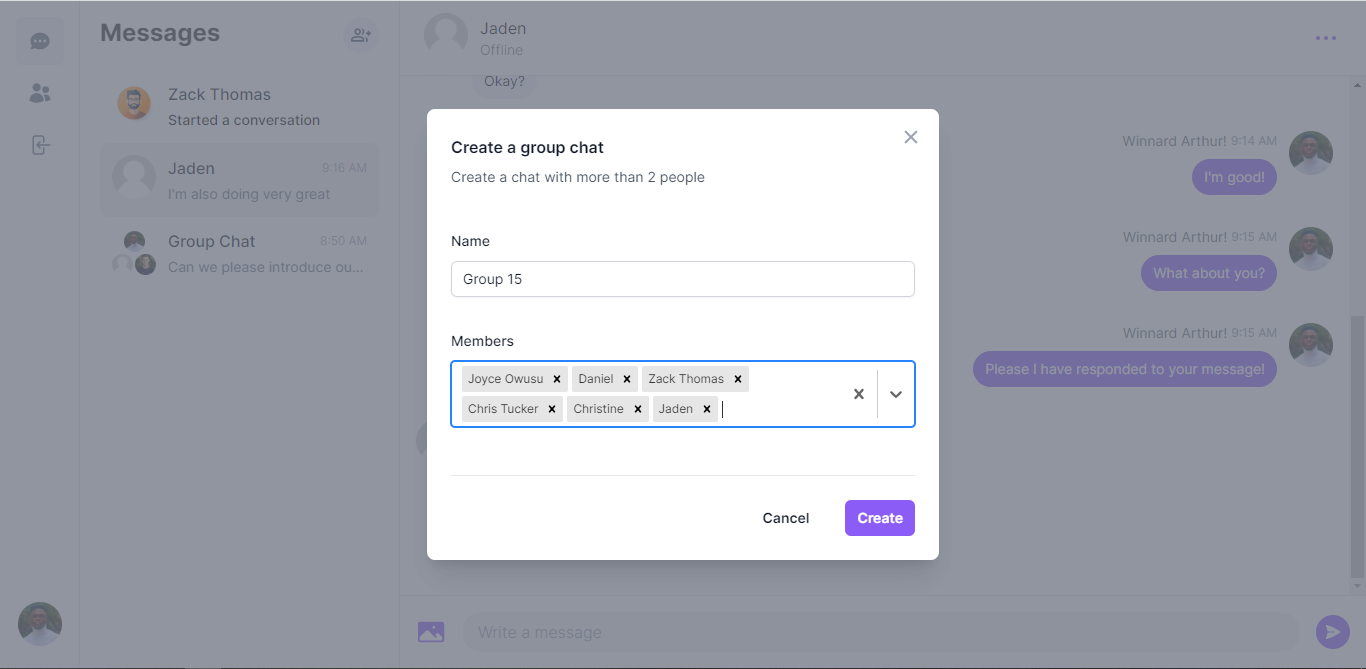 Messages
Zack Thomas
Started a conversation
Jaden 9:16 AM
I'm also doing very great
Group Chat 8:50 AM
Can we please introduce ou...
Jaden
Offline
Okay?
Winnard Arthur! 9:14 AM
I'm good!
Winnard Arthur! 9:15 AM
What about you?
Winnard Arthur! 9:15 AM
Please I have responded to your message!
Create a group chat
Create a chat with more than 2 people
Name
Group 15
Members
Joyce Owusu Daniel Zack Thomas
Chris Tucker Christine Jaden
Cancel Create
Write a message